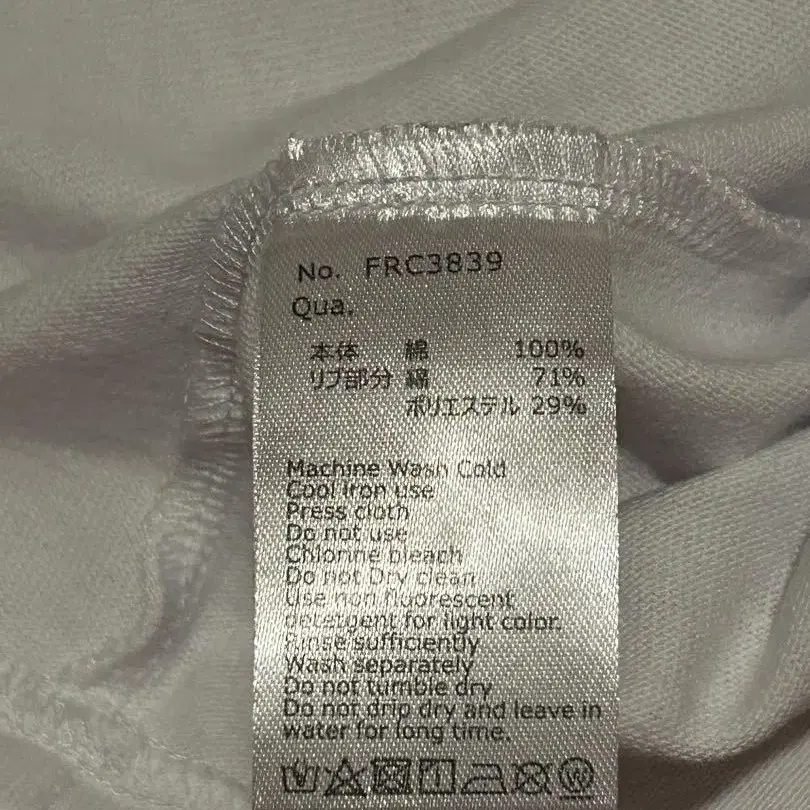 No. FRC3839
Qua.
本体 綿 100%
リブ部分 綿 71%
ポリエステル 29%
Machine Wash Cold
Cool iron use
Press cloth
Do not use
Chlorine bleach
Do not Dry clean
Use non fluorescent
detergent for light color.
Rinse sufficiently
Wash separately
Do not tumble dry
Do not drip dry and leave in
water for long time.